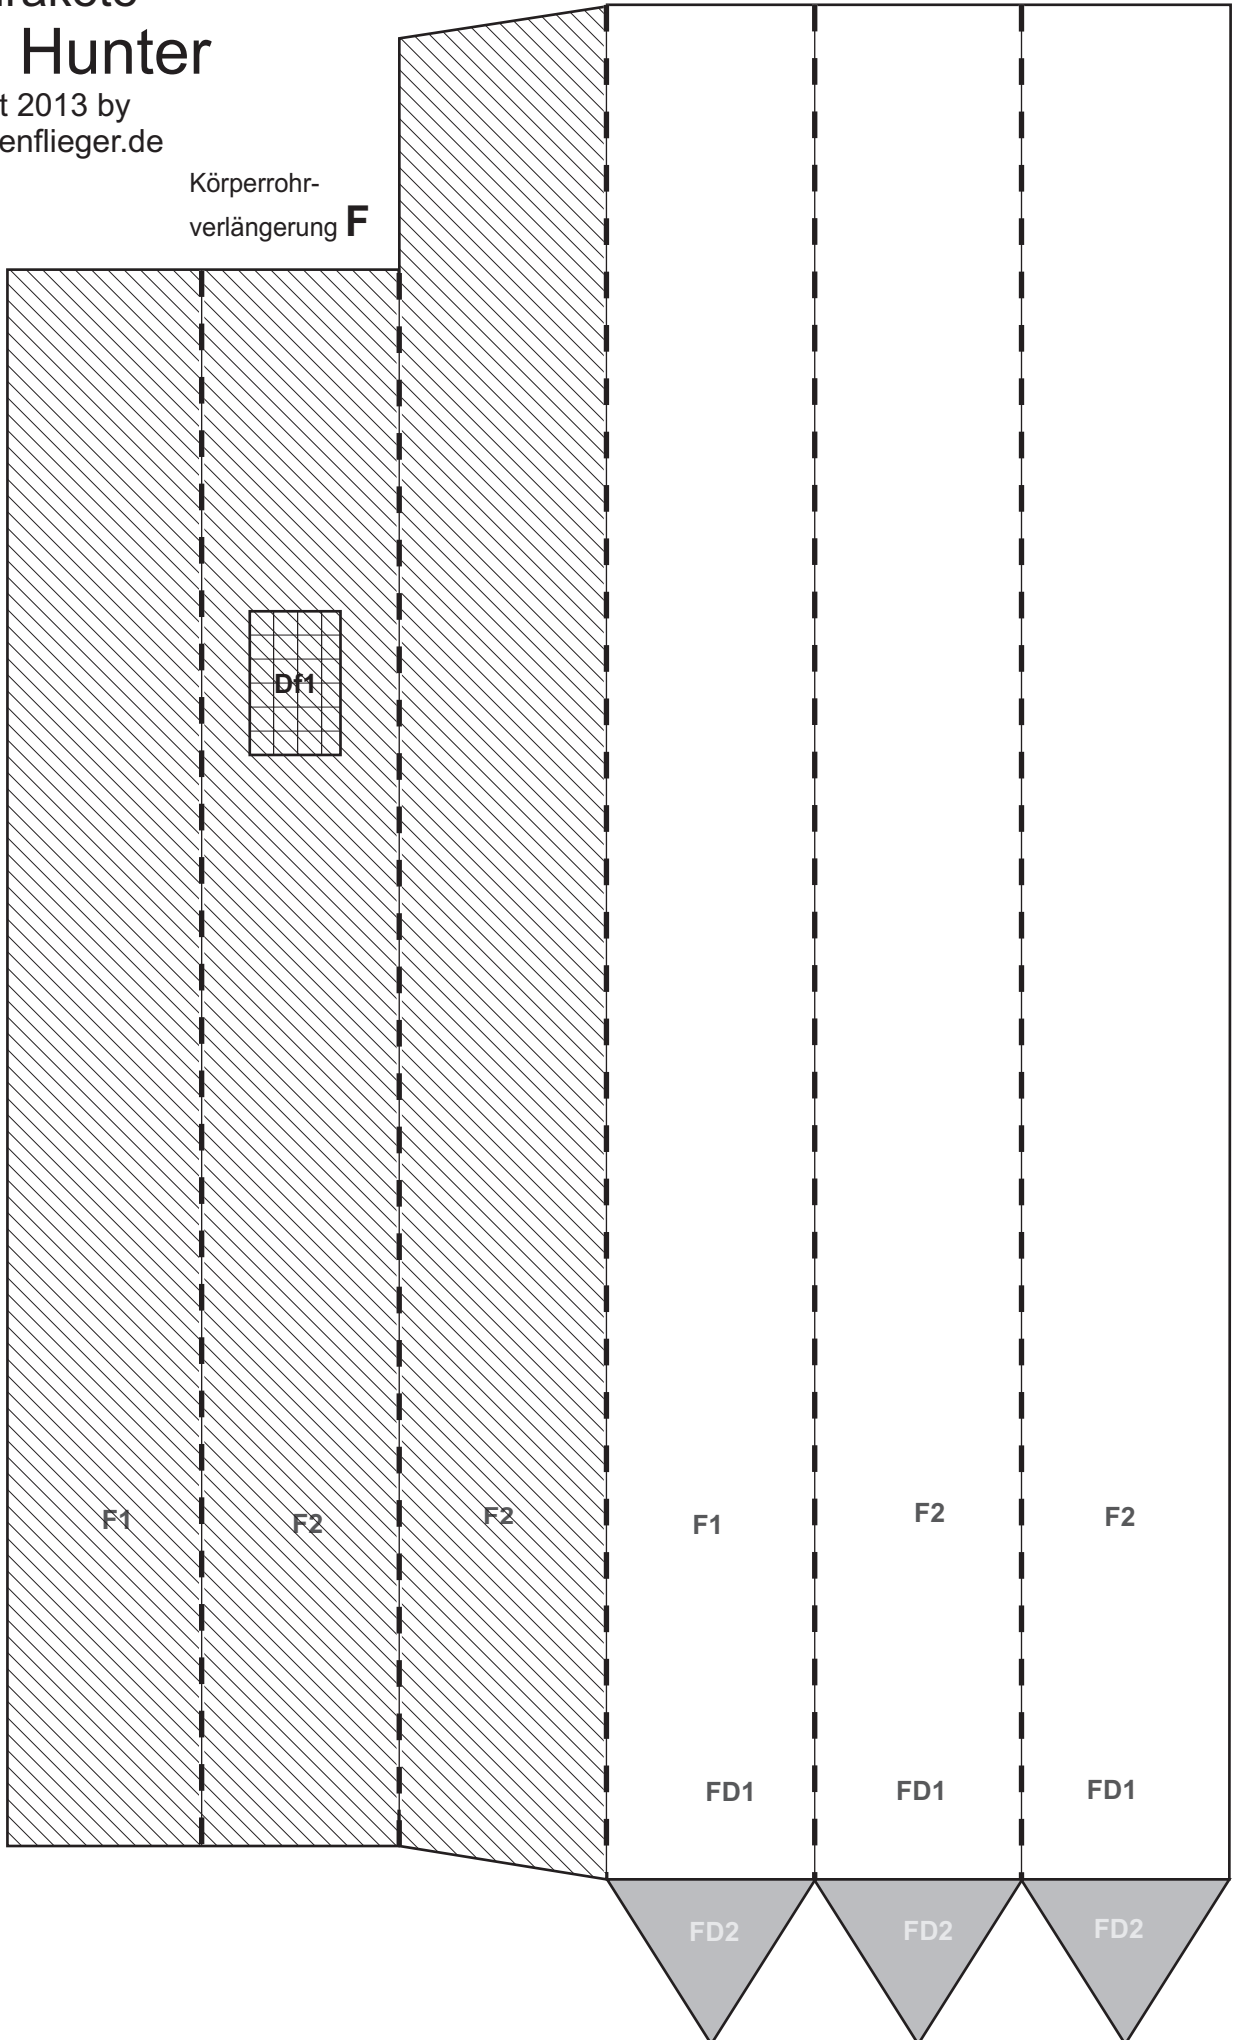 Hunter
t 2013 by
enflieger.de
Körperrohr-
verlängerung F
Df1
F1 F2 F2 F1 F2 F2
FD1 FD1 FD1
FD2 FD2 FD2